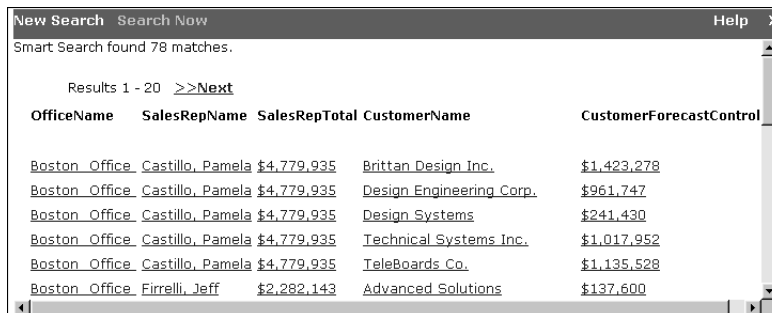 New Search Search Now Help
Smart Search found 78 matches.
Results 1 - 20 >>Next
OfficeName SalesRepName SalesRepTotal CustomerName CustomerForecastControl
Boston Office Castillo, Pamela $4,779,935 Brittan Design Inc. $1,423,278
Boston Office Castillo, Pamela $4,779,935 Design Engineering Corp. $961,747
Boston Office Castillo, Pamela $4,779,935 Design Systems $241,430
Boston Office Castillo, Pamela $4,779,935 Technical Systems Inc. $1,017,952
Boston Office Castillo, Pamela $4,779,935 TeleBoards Co. $1,135,528
Boston Office Firrelli, Jeff $2,282,143 Advanced Solutions $137,600